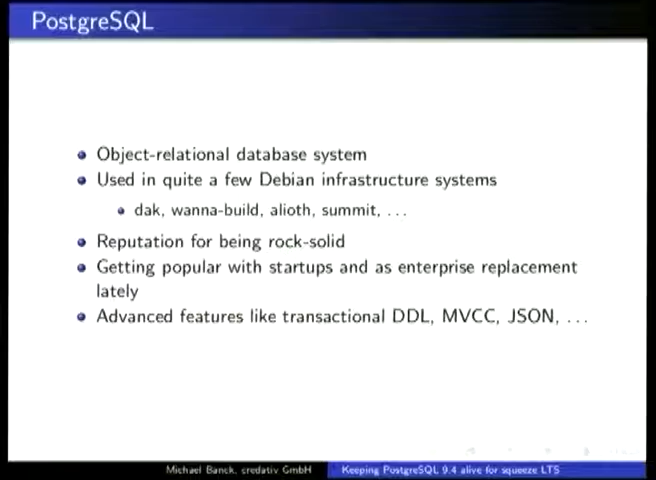 PostgreSQL
Object-relational database system
Used in quite a few Debian infrastructure systems
dak, wanna-build, alioth, summit, ...
Reputation for being rock-solid
Getting popular with startups and as enterprise replacement
lately
Advanced features like transactional DDL, MVCC, JSON, ...
Michael Banck, credativ GmbH
Keeping PostgreSQL 9.4 alive for squeeze LTS